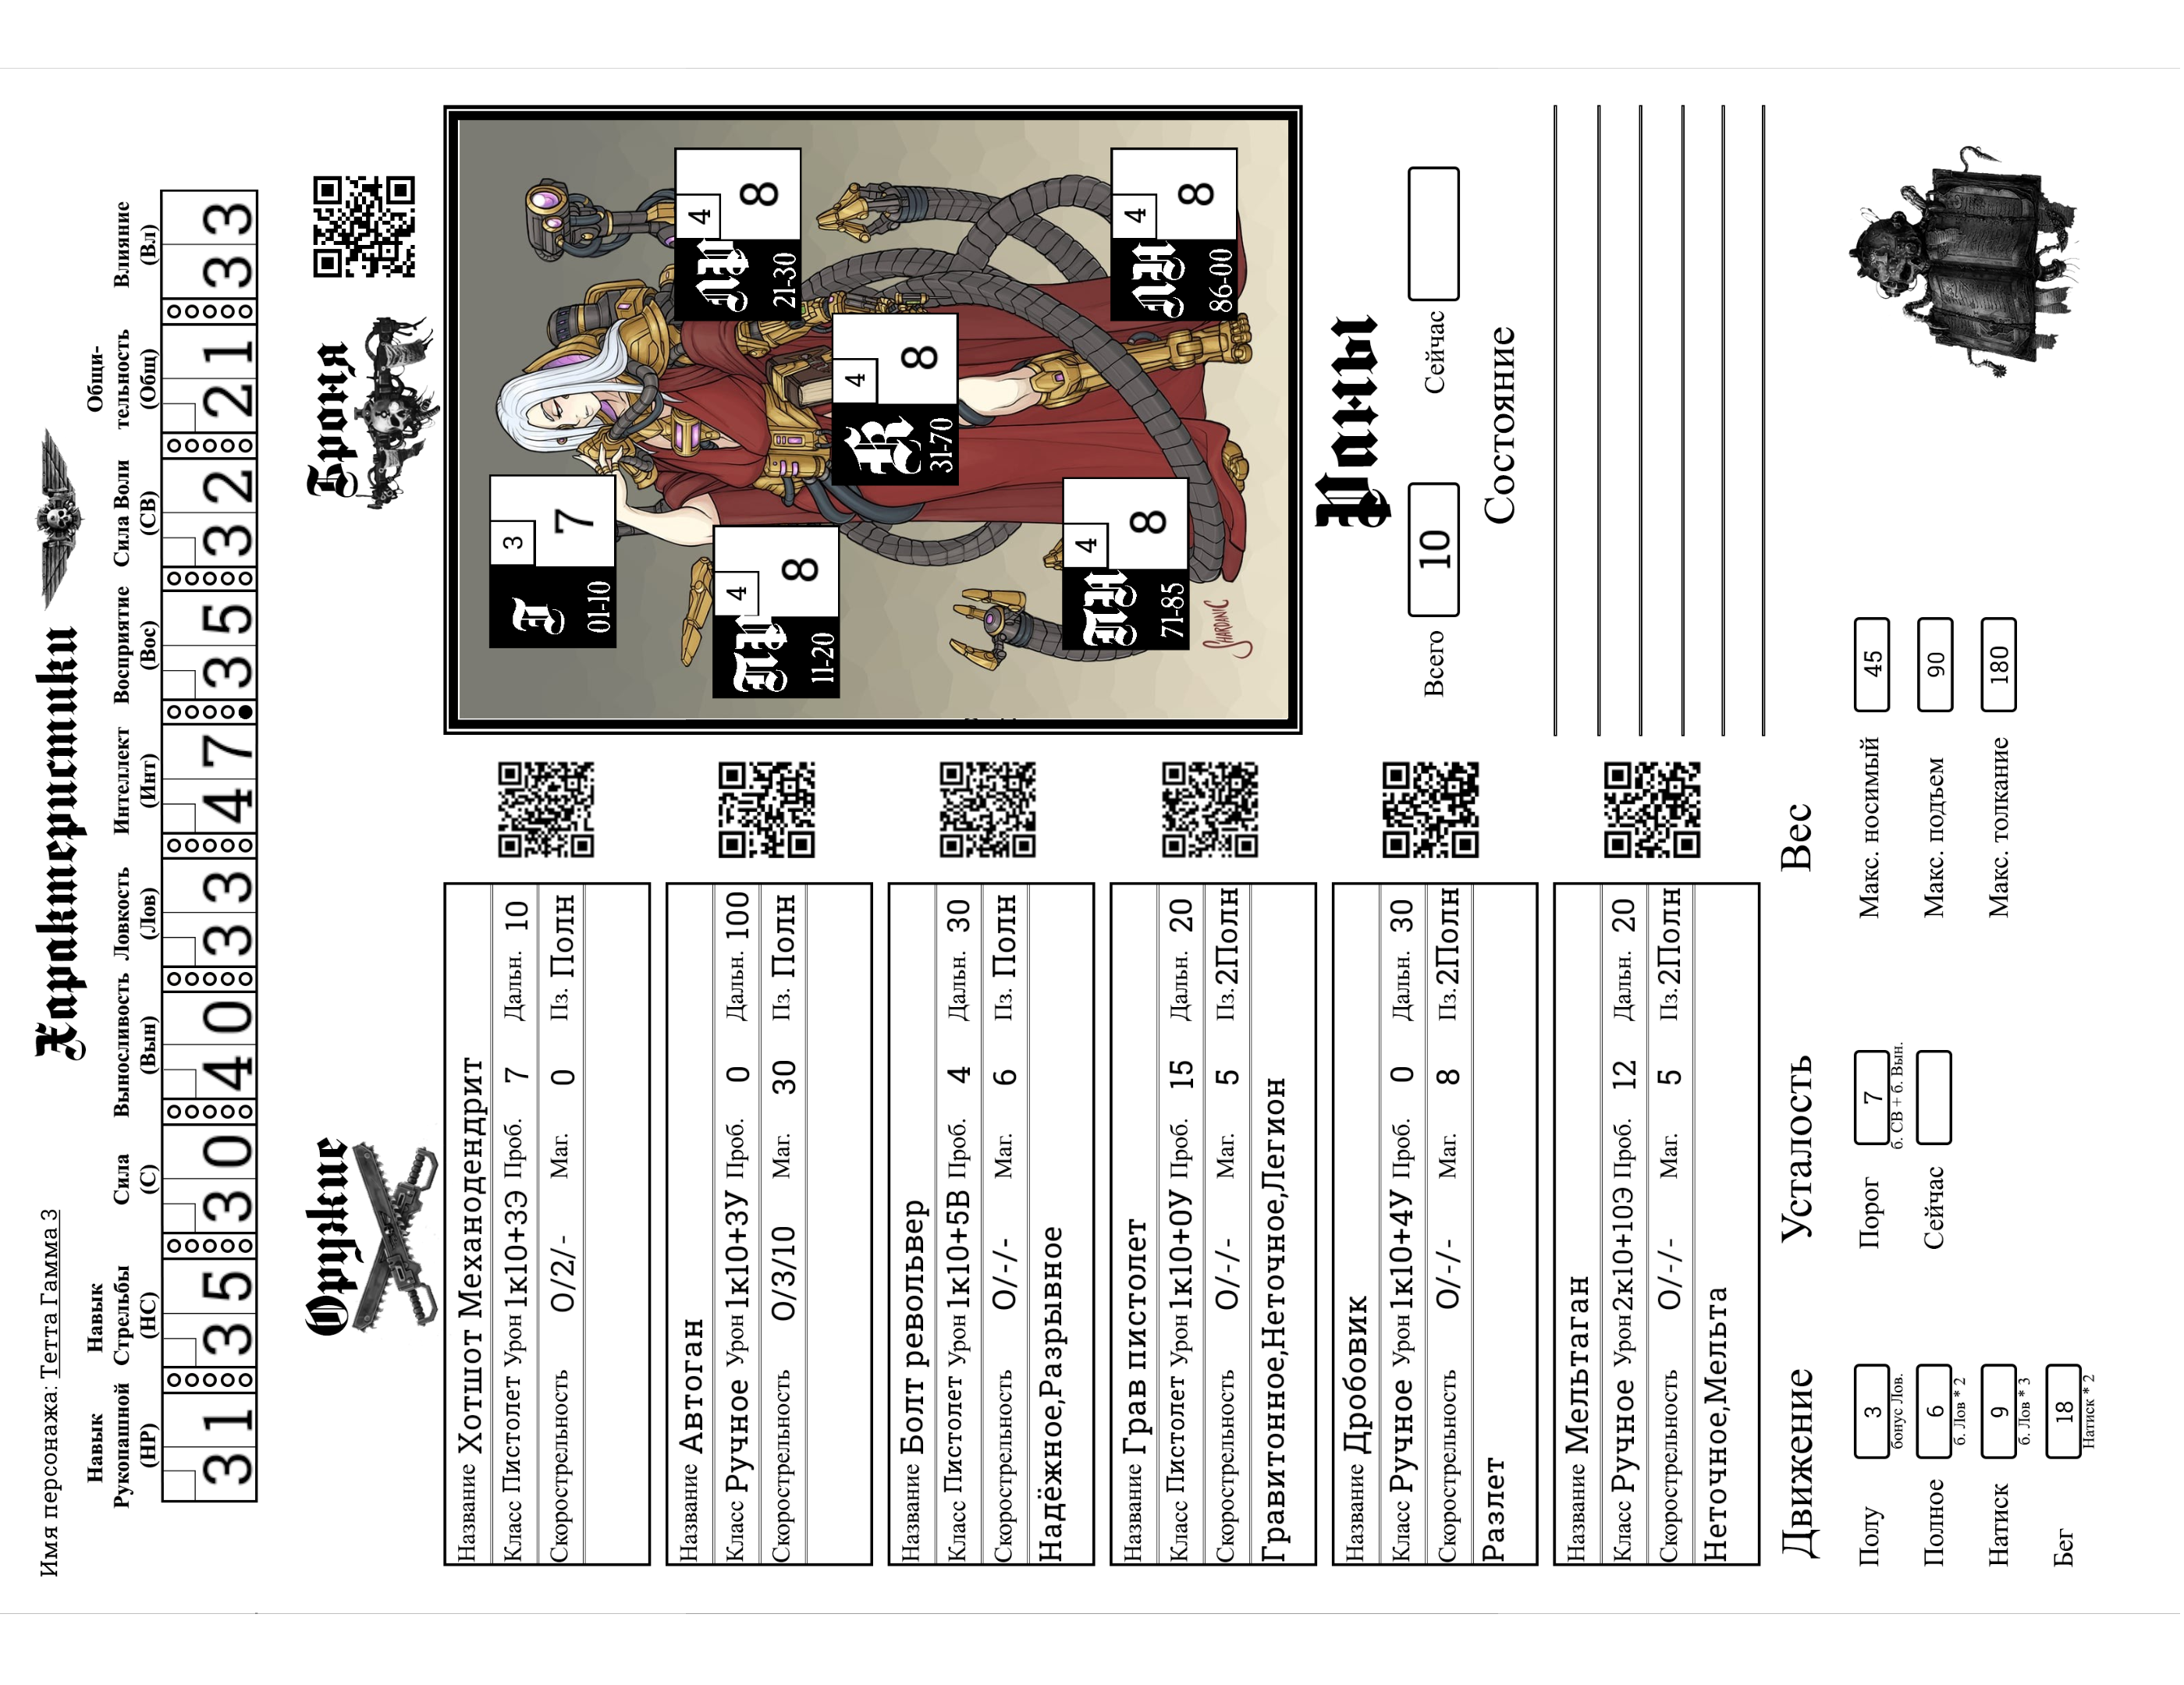 Имя персонажа: Тетта Гамма 3
Характеристики
Навык Рукопашной (НР)
31
Навык Стрельбы (НС)
35
Сила (С)
30
Выносливость (Вын)
40
Ловкость (Лов)
33
Интеллект (Инт)
47
Восприятие (Вос)
35
Сила Воли (СВ)
32
Общи-
тельность (Общ)
21
Влияние (Вл)
33
Оружие
Название Хотшот Механодендрит
Класс Пистолет Урон 1к10+3Э Проб. 7 Дальн. 10
Скорострельность О/2/- Маг. 0 Пз. Полн
Название Автоган
Класс Ручное Урон 1к10+3У Проб. 0 Дальн. 100
Скорострельность О/3/10 Маг. 30 Пз. Полн
Название Болт револьвер
Класс Пистолет Урон 1к10+5В Проб. 4 Дальн. 30
Скорострельность О/-/- Маг. 6 Пз. Полн
Надёжное,Разрывное
Название Грав пистолет
Класс Пистолет Урон 1к10+0У Проб. 15 Дальн. 20
Скорострельность О/-/- Маг. 5 Пз. 2Полн
Гравитонное,Неточное,Легион
Название Дробовик
Класс Ручное Урон 1к10+4У Проб. 0 Дальн. 30
Скорострельность О/-/- Маг. 8 Пз. 2Полн
Разлет
Название Мельтаган
Класс Ручное Урон 2к10+10Э Проб. 12 Дальн. 20
Скорострельность О/-/- Маг. 5 Пз. 2Полн
Неточное,Мельта
Броня
Г 01-10 3 7
ПР 11-20 4 8
ЛР 21-30 4 8
К 31-70 4 8
ПН 71-85 4 8
ЛН 86-00 4 8
SHARDANIC
Раны
Всего 10 Сейчас
Состояние
Движение
Полу 3
бонус Лов.
Полное 6
б. Лов * 2
Натиск 9
б. Лов * 3
Бег 18
Натиск * 2
Усталость
Порог 7
б. СВ + б. Вын.
Сейчас
Вес
Макс. носимый 45
Макс. подъем 90
Макс. толкание 180